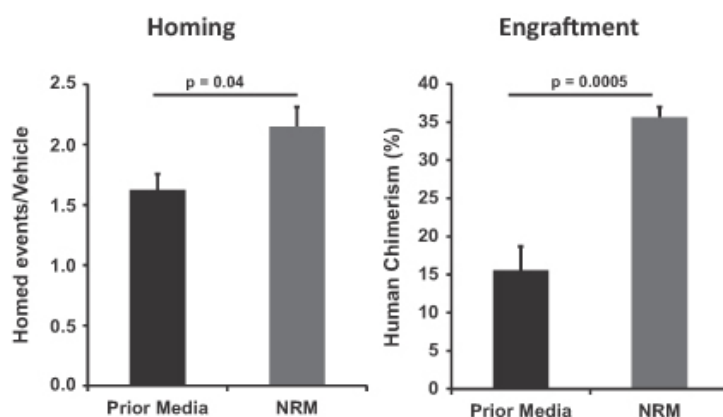 Homing
p = 0.04
Homed events/Vehicle
2.5
2.0
1.5
1.0
0.5
0.0
Prior Media
NRM
Engraftment
p = 0.0005
Human Chimerism (%)
40
35
30
25
20
15
10
5
0
Prior Media
NRM